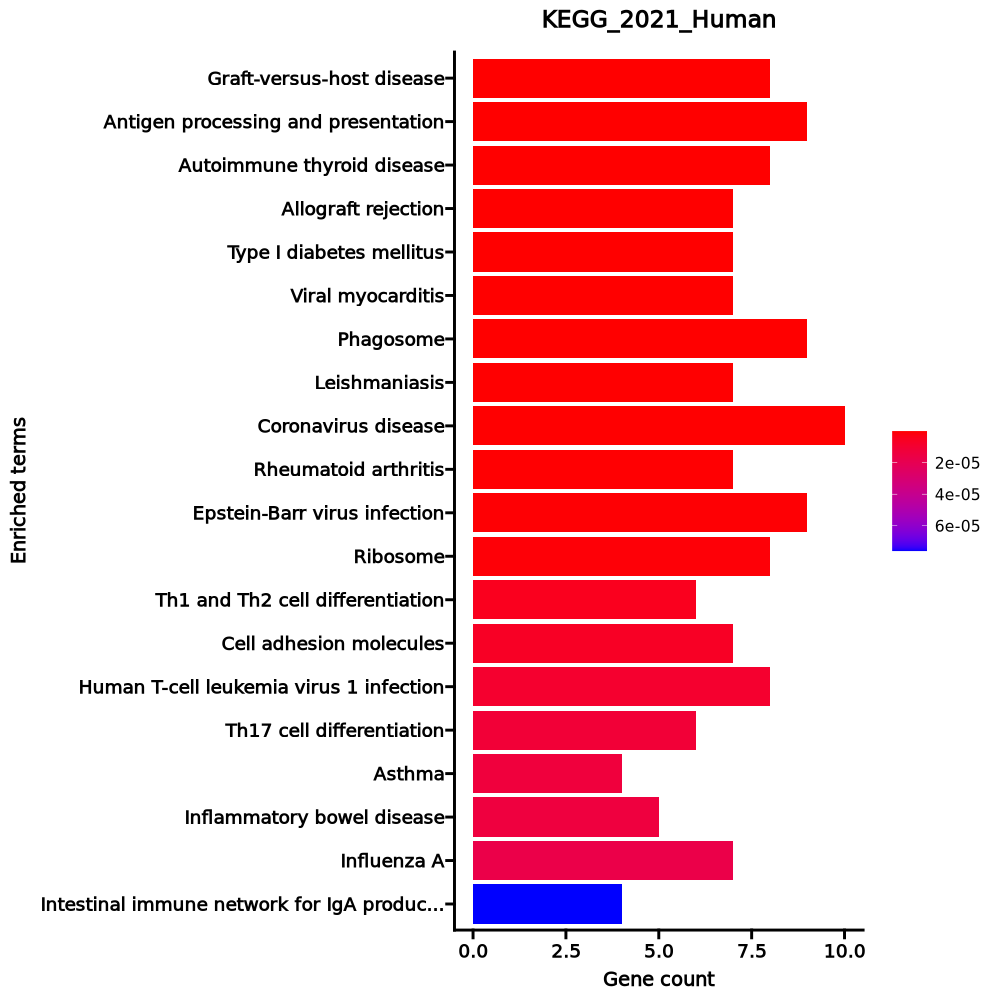 KEGG_2021_Human
Graft-versus-host disease
Antigen processing and presentation
Autoimmune thyroid disease
Allograft rejection
Type I diabetes mellitus
Viral myocarditis
Phagosome
Leishmaniasis
Coronavirus disease
Rheumatoid arthritis
Epstein-Barr virus infection
Ribosome
Th1 and Th2 cell differentiation
Cell adhesion molecules
Human T-cell leukemia virus 1 infection
Th17 cell differentiation
Asthma
Inflammatory bowel disease
Influenza A
Intestinal immune network for IgA produc...
Enriched terms
0.0 2.5 5.0 7.5 10.0
Gene count
2e-05
4e-05
6e-05